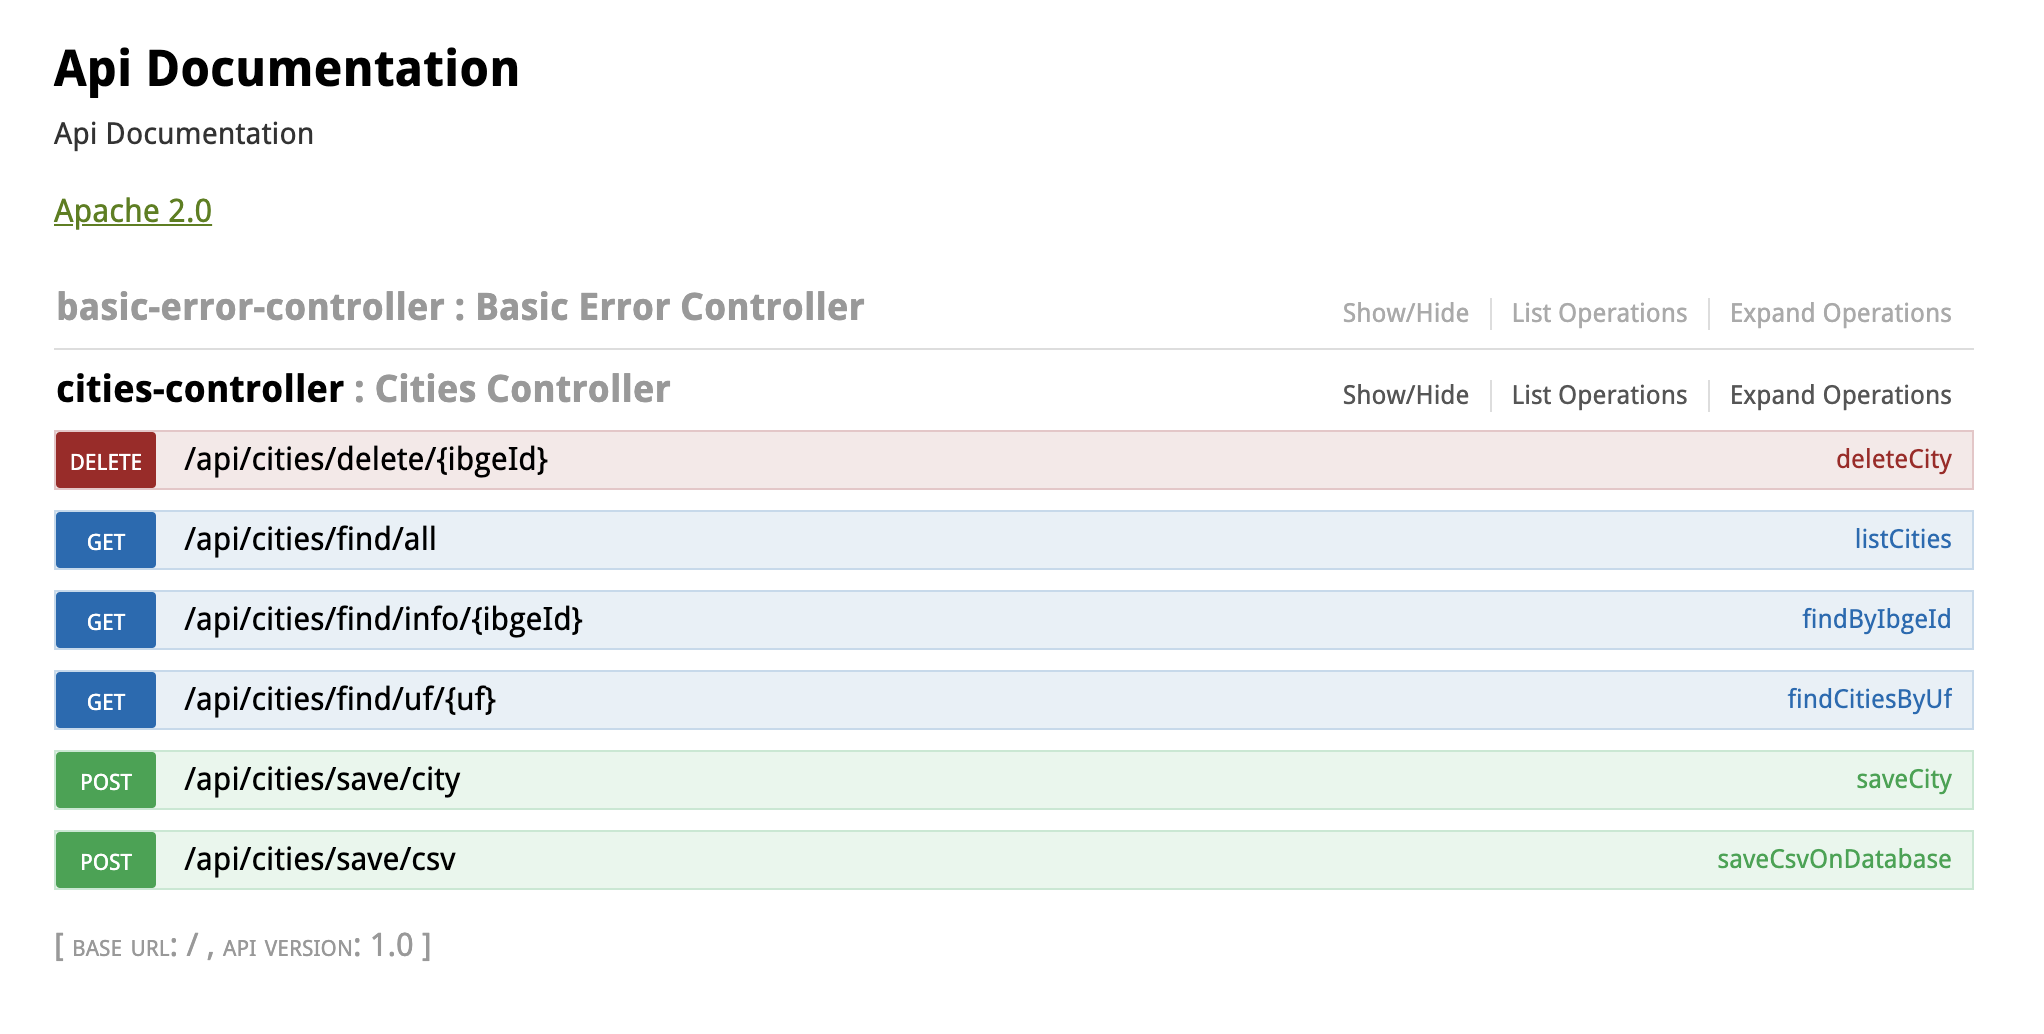 Api Documentation
Api Documentation
Apache 2.0
basic-error-controller : Basic Error Controller Show/Hide List Operations Expand Operations
cities-controller : Cities Controller Show/Hide List Operations Expand Operations
DELETE /api/cities/delete/{ibgeId} deleteCity
GET /api/cities/find/all listCities
GET /api/cities/find/info/{ibgeId} findByIbgeId
GET /api/cities/find/uf/{uf} findCitiesByUf
POST /api/cities/save/city saveCity
POST /api/cities/save/csv saveCsvOnDatabase
[ BASE URL: / , API VERSION: 1.0 ]